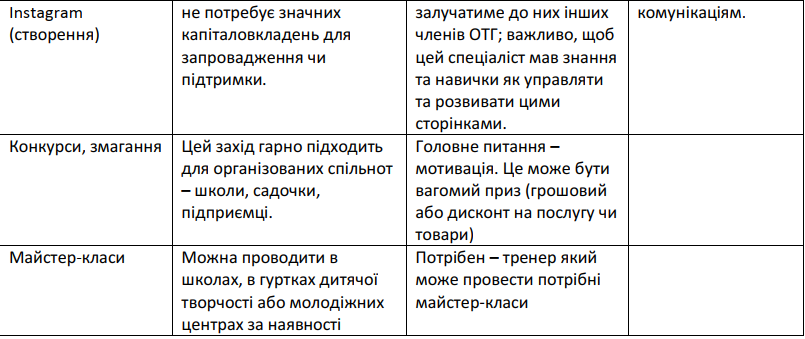 Instagram
(створення)
не потребує значних
капіталовкладень для
запровадження чи
підтримки.
залучатиме до них інших
членів ОТГ; важливо, щоб
цей спеціаліст мав знання
та навички як управляти
та розвивати цими
сторінками.
комунікаціям.
Конкурси, змагання
Цей захід гарно підходить
для організованих спільнот
– школи, садочки,
підприємці.
Головне питання –
мотивація. Це може бути
вагомий приз (грошовий
або дисконт на послугу чи
товари)
Майстер-класи
Можна проводити в
школах, в гуртках дитячої
творчості або молодіжних
центрах за наявності
Потрібен – тренер який
може провести потрібні
майстер-класи